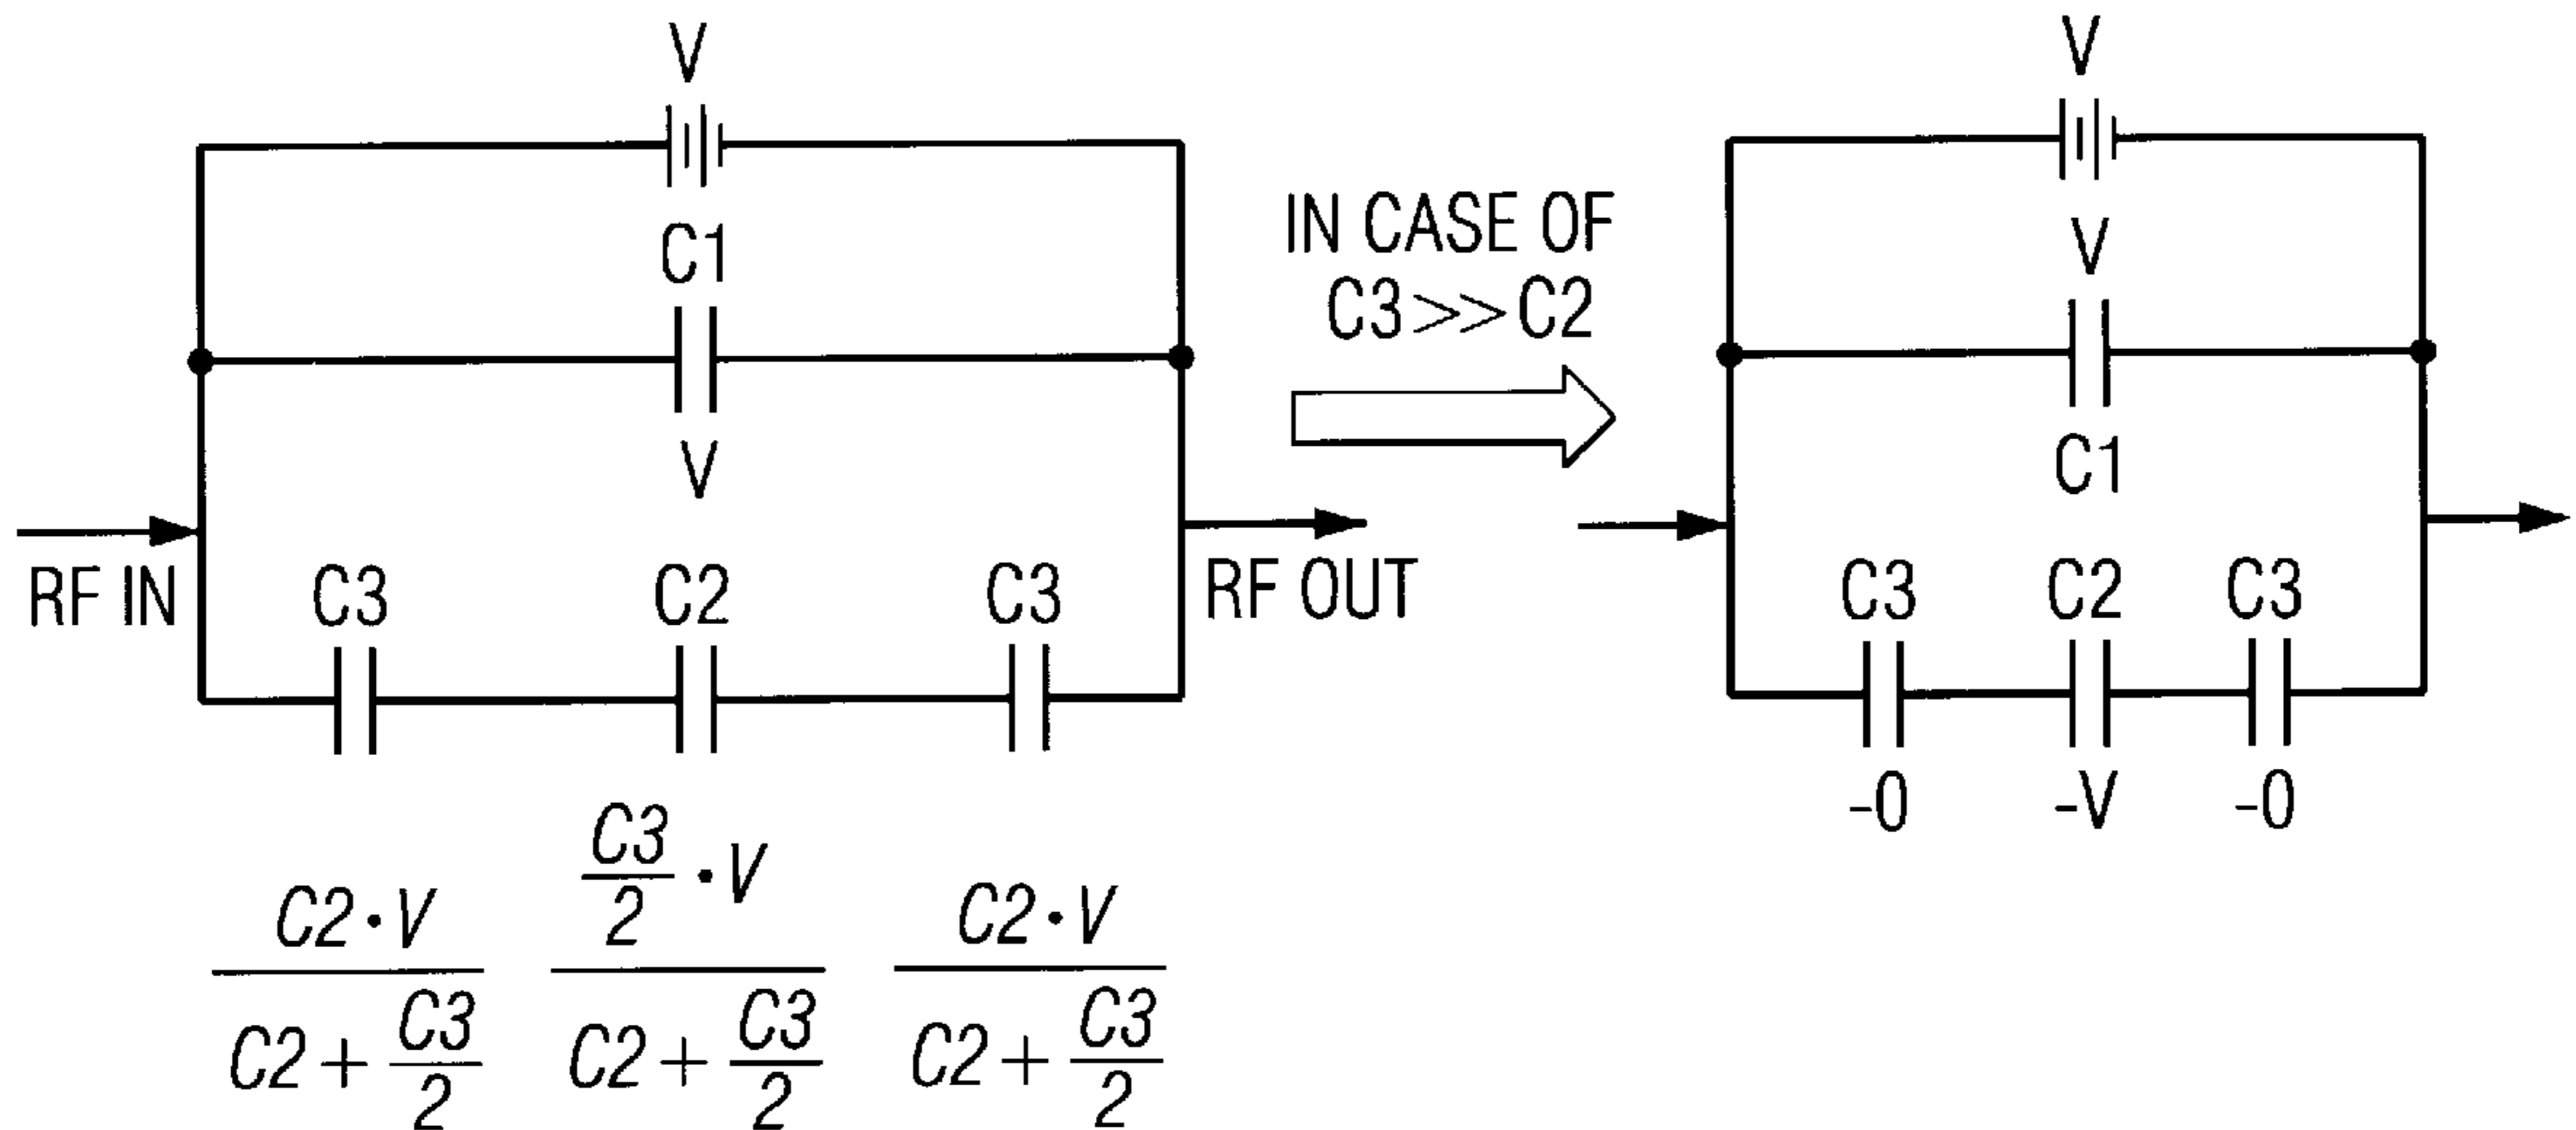 V
C1
V
RF IN
RF OUT
C3 C2 C3
C2·V / (C2 + C3/2)
C3/2 ·V / (C2 + C3/2)
C2·V / (C2 + C3/2)
IN CASE OF
C3>>C2
V
V
C1
C3 C2 C3
-0 -V -0